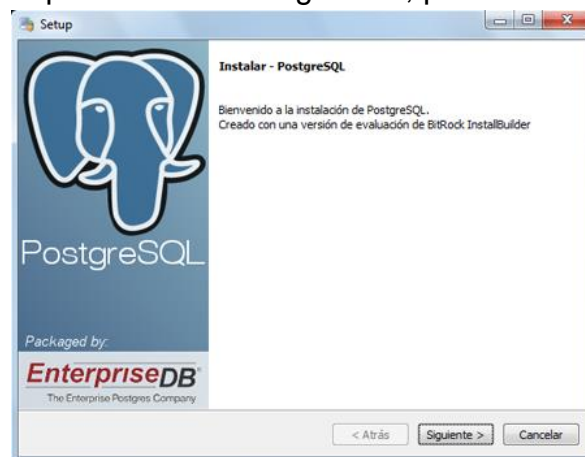 Setup
Instalar - PostgreSQL
Bienvenido a la instalación de PostgreSQL.
Creado con una versión de evaluación de BitRock InstallBuilder
PostgreSQL
Packaged by:
EnterpriseDB
The Enterprise Postgres Company
< Atrás Siguiente > Cancelar